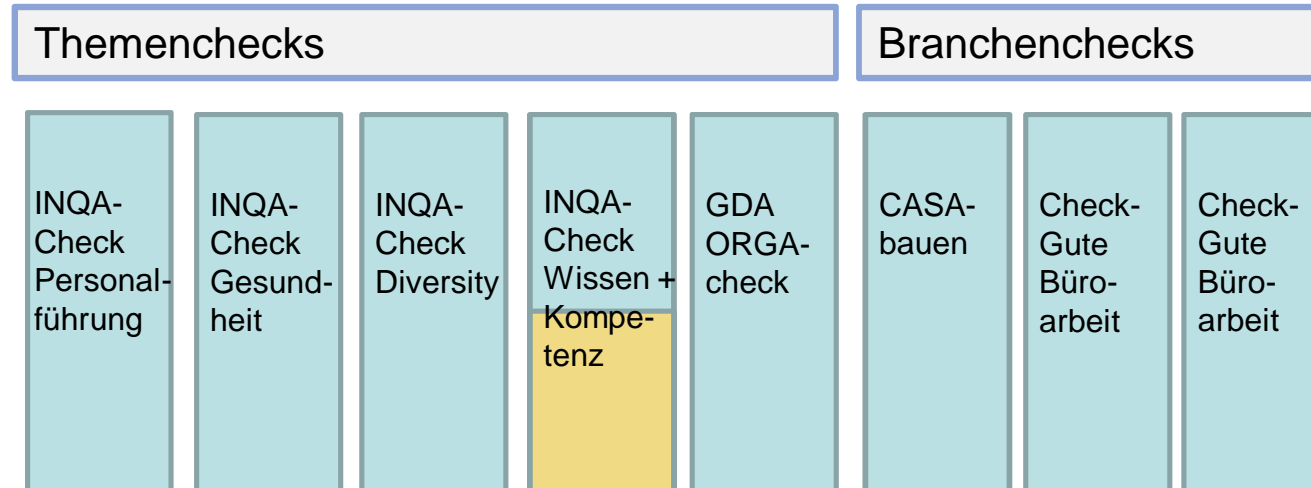 Themenchecks
Branchenchecks
INQA-
Check
Personal-
führung
INQA-
Check
Gesund-
heit
INQA-
Check
Diversity
INQA-
Check
Wissen +
Kompe-
tenz
GDA
ORGA-
check
CASA-
bauen
Check-
Gute
Büro-
arbeit
Check-
Gute
Büro-
arbeit